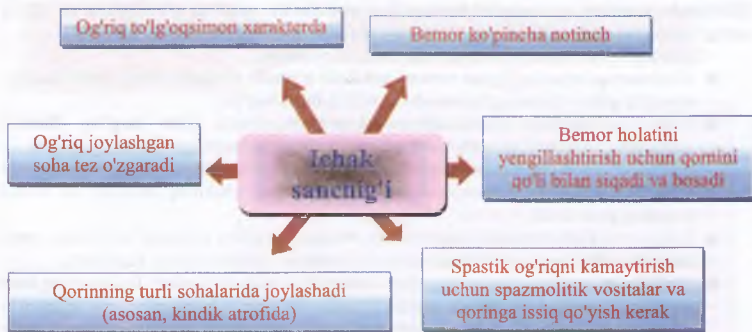 Og'riq to'lg'oqsimon xarakterda
Bemor ko'pincha notinch
Og'riq joylashgan
soha tez o'zgaradi
Ichak
sanchig'i
Bemor holatini
yengillashtirish uchun qornini
qo'li bilan siqadi va bosadi
Qorinning turli sohalarida joylashadi
(asosan, kindik atrofida)
Spastik og'riqni kamaytirish
uchun spazmolitik vositalar va
qoringa issiq qo'yish kerak